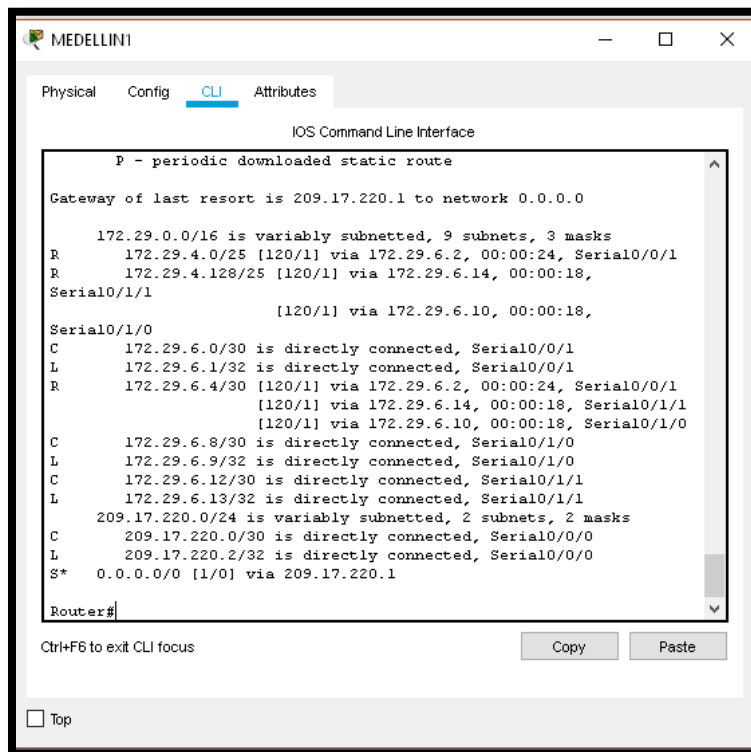 MEDELLIN1
Physical Config CLI Attributes
IOS Command Line Interface
P - periodic downloaded static route
Gateway of last resort is 209.17.220.1 to network 0.0.0.0
172.29.0.0/16 is variably subnetted, 9 subnets, 3 masks
R 172.29.4.0/25 [120/1] via 172.29.6.2, 00:00:24, Serial0/0/1
R 172.29.4.128/25 [120/1] via 172.29.6.14, 00:00:18,
Serial0/1/1
[120/1] via 172.29.6.10, 00:00:18,
Serial0/1/0
C 172.29.6.0/30 is directly connected, Serial0/0/1
L 172.29.6.1/32 is directly connected, Serial0/0/1
R 172.29.6.4/30 [120/1] via 172.29.6.2, 00:00:24, Serial0/0/1
[120/1] via 172.29.6.14, 00:00:18, Serial0/1/1
[120/1] via 172.29.6.10, 00:00:18, Serial0/1/0
C 172.29.6.8/30 is directly connected, Serial0/1/0
L 172.29.6.9/32 is directly connected, Serial0/1/0
C 172.29.6.12/30 is directly connected, Serial0/1/1
L 172.29.6.13/32 is directly connected, Serial0/1/1
209.17.220.0/24 is variably subnetted, 2 subnets, 2 masks
C 209.17.220.0/30 is directly connected, Serial0/0/0
L 209.17.220.2/32 is directly connected, Serial0/0/0
S* 0.0.0.0/0 [1/0] via 209.17.220.1
Router#
Ctrl+F6 to exit CLI focus
Copy Paste
Top